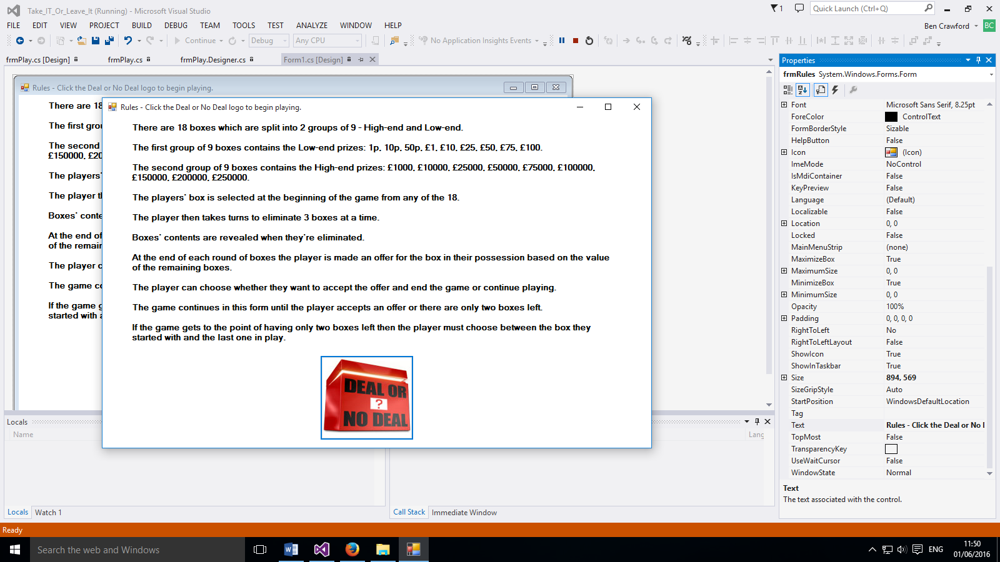 Take_IT_Or_Leave_It (Running) - Microsoft Visual Studio
1
Quick Launch (Ctrl+Q)
FILE EDIT VIEW PROJECT BUILD DEBUG TEAM TOOLS TEST ANALYZE WINDOW HELP
Ben Crawford BC
Continue Debug Any CPU No Application Insights Events
frmPlay.cs [Design] frmPlay.cs frmPlay.Designer.cs Form1.cs [Design]
Rules - Click the Deal or No Deal logo to begin playing.
There are 18
The first grou
The second
£150000, £20
The players'
The player th
Boxes' conte
At the end of
of the remain
The player c
The game co
If the game g
started with a
Rules - Click the Deal or No Deal logo to begin playing.
There are 18 boxes which are split into 2 groups of 9 - High-end and Low-end.
The first group of 9 boxes contains the Low-end prizes: 1p, 10p, 50p, £1, £10, £25, £50, £75, £100.
The second group of 9 boxes contains the High-end prizes: £1000, £10000, £25000, £50000, £75000, £100000,
£150000, £200000, £250000.
The players' box is selected at the beginning of the game from any of the 18.
The player then takes turns to eliminate 3 boxes at a time.
Boxes' contents are revealed when they're eliminated.
At the end of each round of boxes the player is made an offer for the box in their possession based on the value
of the remaining boxes.
The player can choose whether they want to accept the offer and end the game or continue playing.
The game continues in this form until the player accepts an offer or there are only two boxes left.
If the game gets to the point of having only two boxes left then the player must choose between the box they
started with and the last one in play.
DEAL OR
?
NO DEAL
Properties
frmRules System.Windows.Forms.Form
Font Microsoft Sans Serif, 8.25pt
ForeColor ControlText
FormBorderStyle Sizable
HelpButton False
Icon (Icon)
ImeMode NoControl
IsMdiContainer False
KeyPreview False
Language (Default)
Localizable False
Location 0, 0
Locked False
MainMenuStrip (none)
MaximizeBox True
MaximumSize 0, 0
MinimizeBox True
MinimumSize 0, 0
Opacity 100%
Padding 0, 0, 0, 0
RightToLeft No
RightToLeftLayout False
ShowIcon True
ShowInTaskbar True
Size 894, 569
SizeGripStyle Auto
StartPosition WindowsDefaultLocation
Tag
Text Rules - Click the Deal or No
TopMost False
TransparencyKey
UseWaitCursor False
WindowState Normal
Text
The text associated with the control.
Locals
Name
Lang
Locals Watch 1
Call Stack Immediate Window
Ready
Search the web and Windows
ENG
11:50
01/06/2016